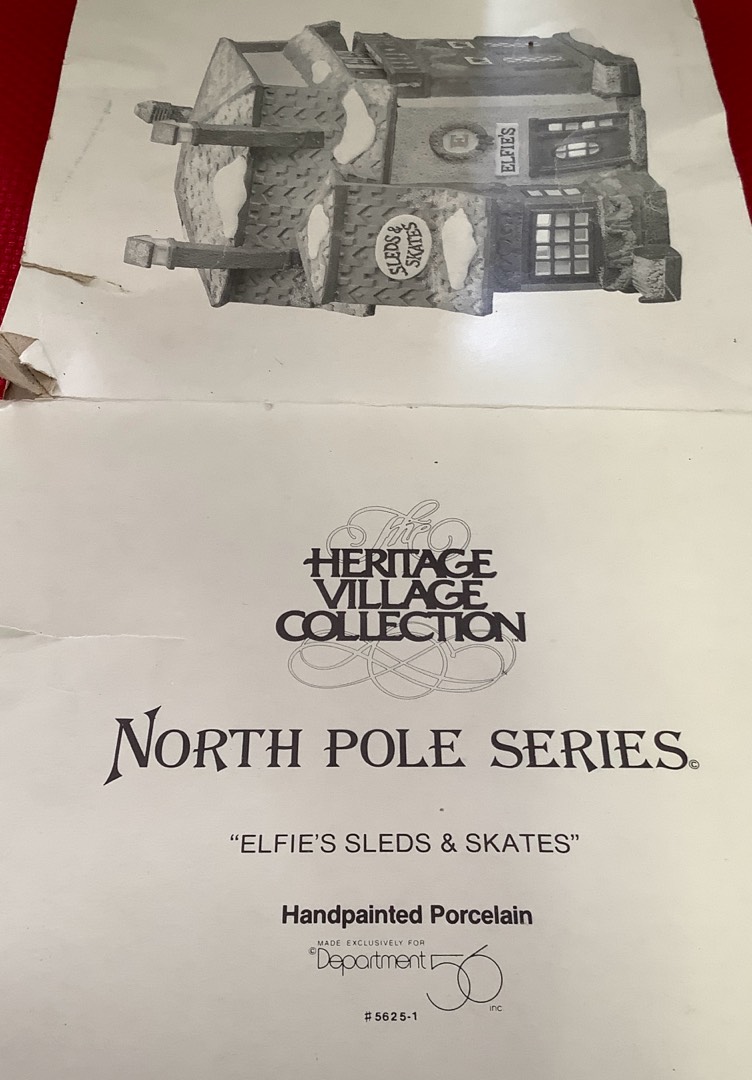 E
ELFIE'S
SLEDS &
SKATES
The
HERITAGE
VILLAGE
COLLECTION
NORTH POLE SERIES©
“ELFIE'S SLEDS & SKATES”
Handpainted Porcelain
MADE EXCLUSIVELY FOR
©Department 56 inc
#5625-1